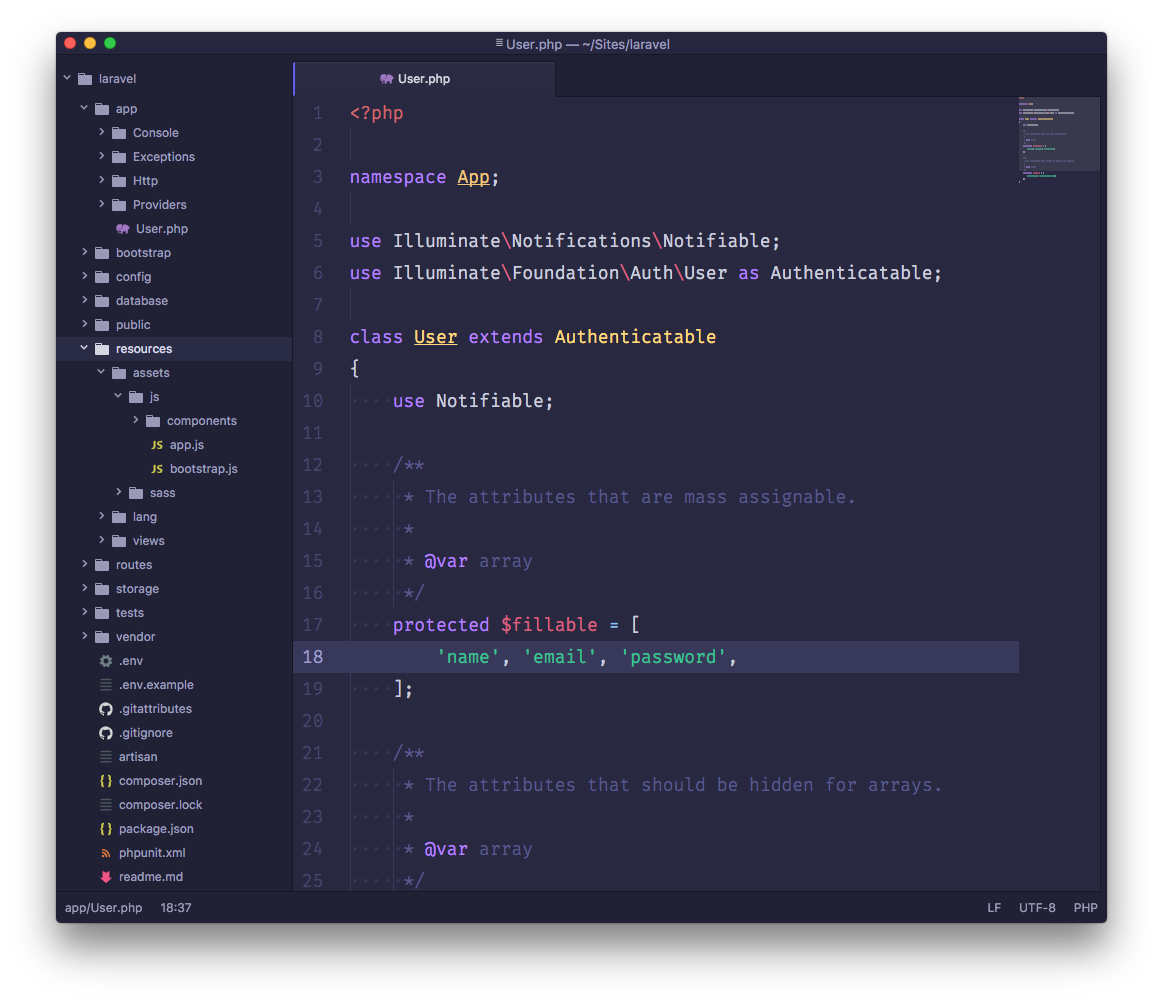 User.php — ~/Sites/laravel
laravel
app
Console
Exceptions
Http
Providers
User.php
bootstrap
config
database
public
resources
assets
js
components
JS app.js
JS bootstrap.js
sass
lang
views
routes
storage
tests
vendor
.env
.env.example
.gitattributes
.gitignore
artisan
{} composer.json
composer.lock
{} package.json
phpunit.xml
readme.md
User.php
1 <?php
2
3 namespace App;
4
5 use Illuminate\Notifications\Notifiable;
6 use Illuminate\Foundation\Auth\User as Authenticatable;
7
8 class User extends Authenticatable
9 {
10 ····use Notifiable;
11
12 ····/**
13 ·····* The attributes that are mass assignable.
14 ·····*
15 ·····* @var array
16 ·····*/
17 ····protected $fillable = [
18 'name', 'email', 'password',
19 ····];
20
21 ····/**
22 ·····* The attributes that should be hidden for arrays.
23 ·····*
24 ·····* @var array
25 ·····*/
app/User.php 18:37 LF UTF-8 PHP